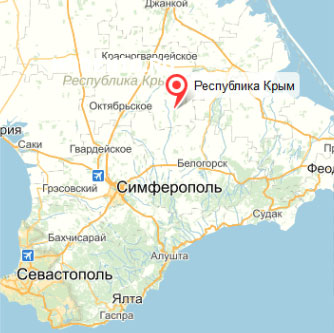 Джанкой
Красногвардейское
Республика Крым
Республика Крым
Октябрьское
рия
Саки
Гвардейское
Белогорск
Пр
Феод
Грэсовский
Симферополь
Судак
Бахчисарай
Алушта
Севастополь
Ялта
Гаспра